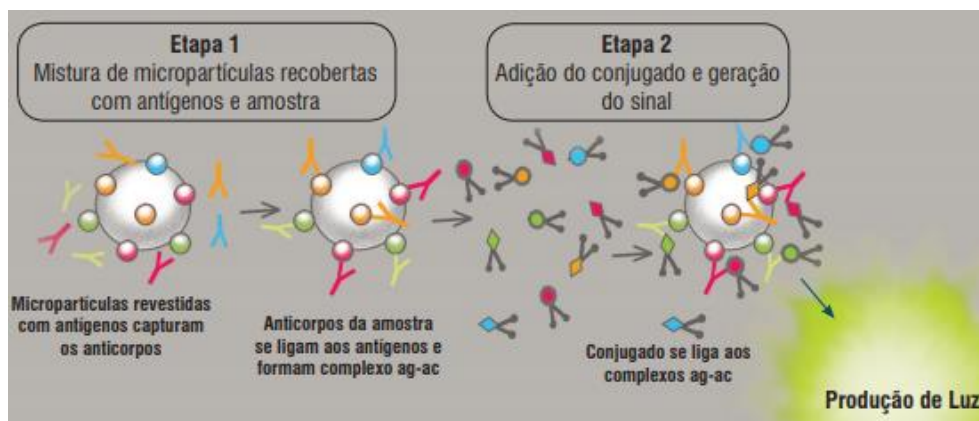 Etapa 1
Mistura de micropartículas recobertas
com antígenos e amostra
Etapa 2
Adição do conjugado e geração
do sinal
Micropartículas revestidas
com antígenos capturam
os anticorpos
Anticorpos da amostra
se ligam aos antígenos e
formam complexo ag-ac
Conjugado se liga aos
complexos ag-ac
Produção de Luz